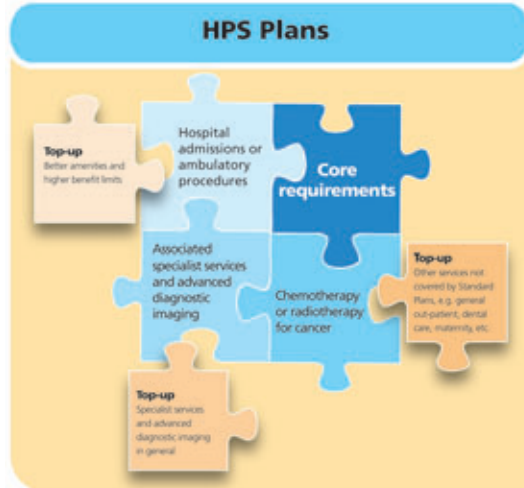 HPS Plans
Top-up
Better amenities and
higher benefit limits
Hospital
admissions or
ambulatory
procedures
Core
requirements
Associated
specialist services
and advanced
diagnostic
imaging
Chemotherapy
or radiotherapy
for cancer
Top-up
Other services not
covered by Standard
Plans, e.g. general
out-patient, dental
care, maternity, etc.
Top-up
Specialist services
and advanced
diagnostic imaging
in general